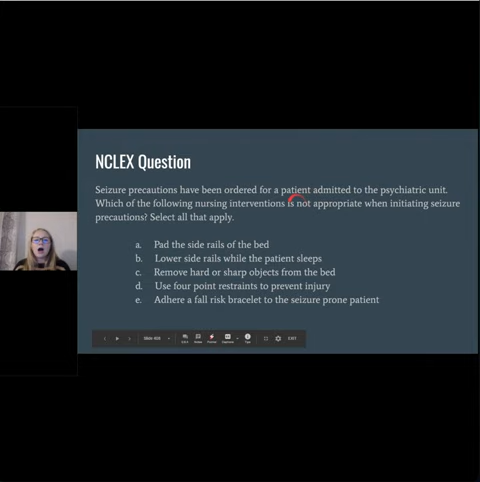 NCLEX Question
Seizure precautions have been ordered for a patient admitted to the psychiatric unit.
Which of the following nursing interventions is not appropriate when initiating seizure
precautions? Select all that apply.
a. Pad the side rails of the bed
b. Lower side rails while the patient sleeps
c. Remove hard or sharp objects from the bed
d. Use four point restraints to prevent injury
e. Adhere a fall risk bracelet to the seizure prone patient
EXIT